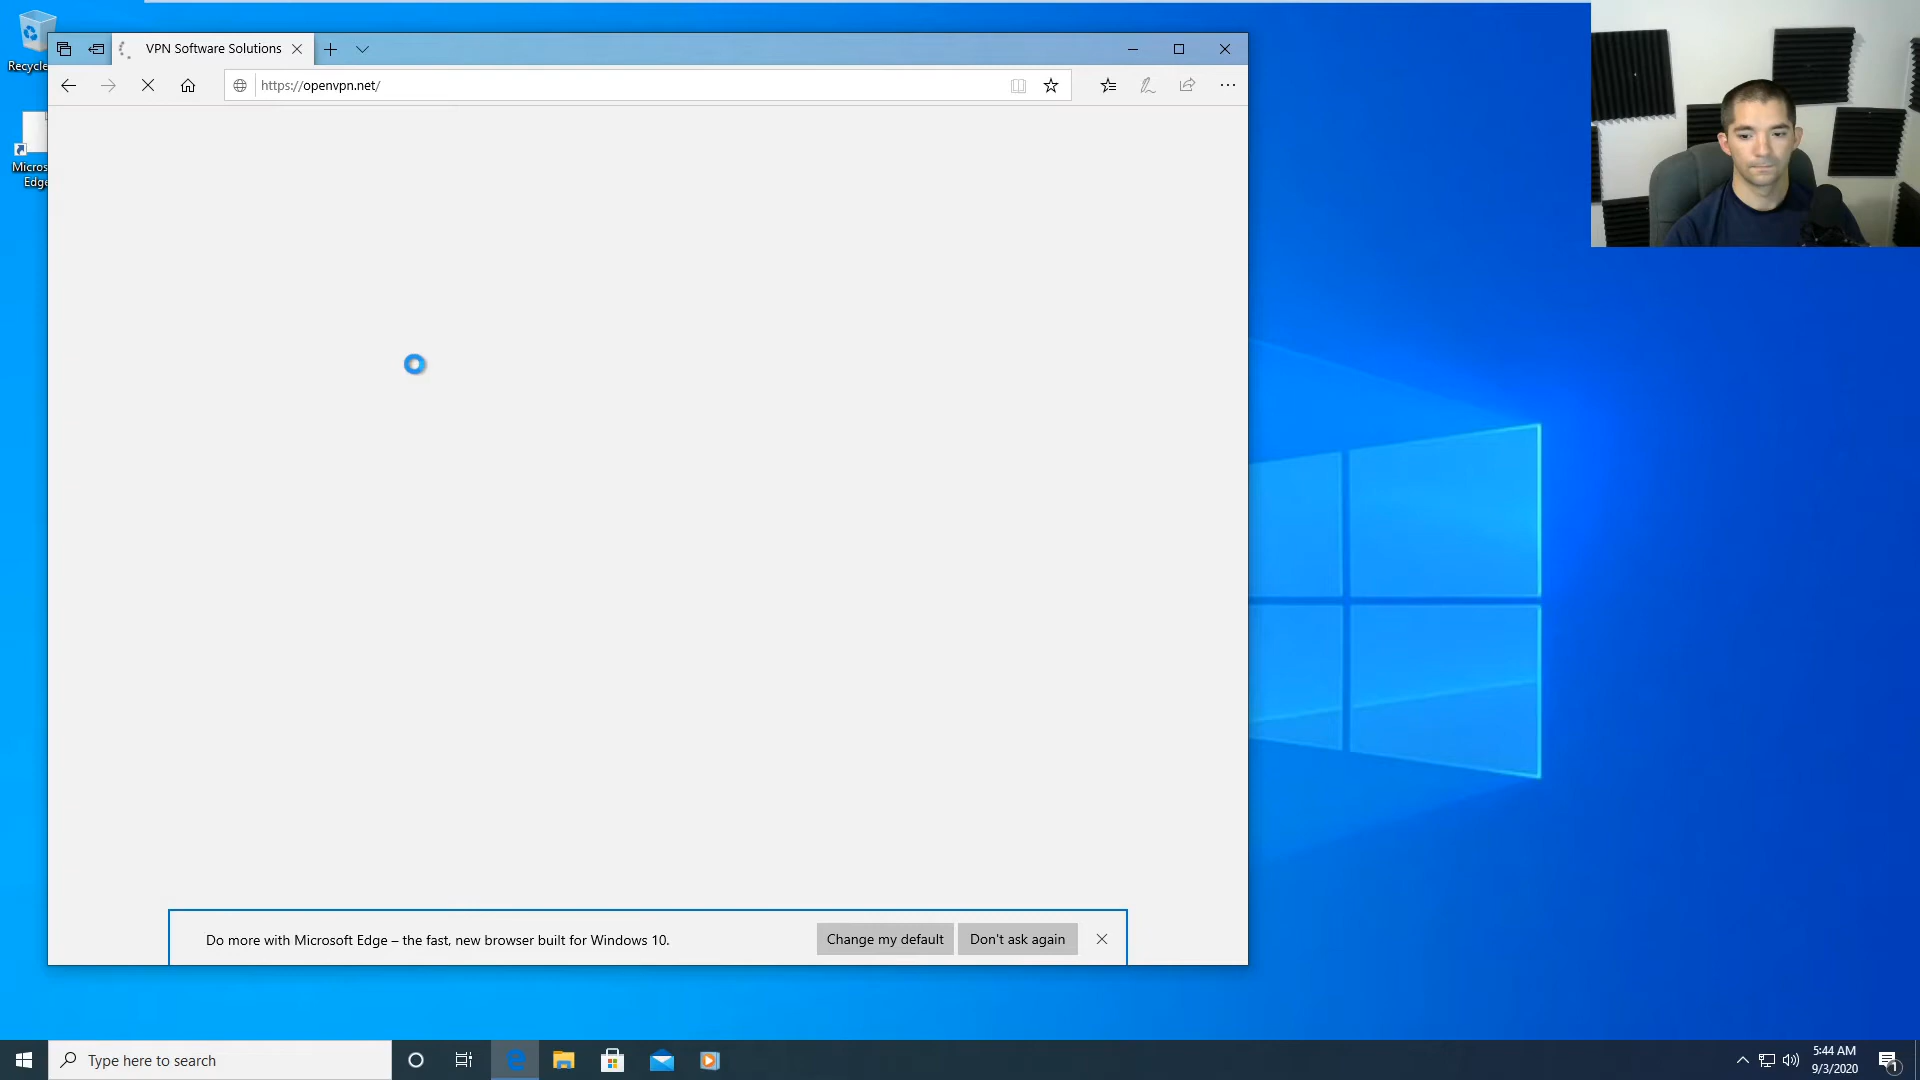 Recycle
Micros
Edge
VPN Software Solutions
https://openvpn.net/
Do more with Microsoft Edge – the fast, new browser built for Windows 10.
Change my default
Don't ask again
Type here to search
5:44 AM
9/3/2020
1